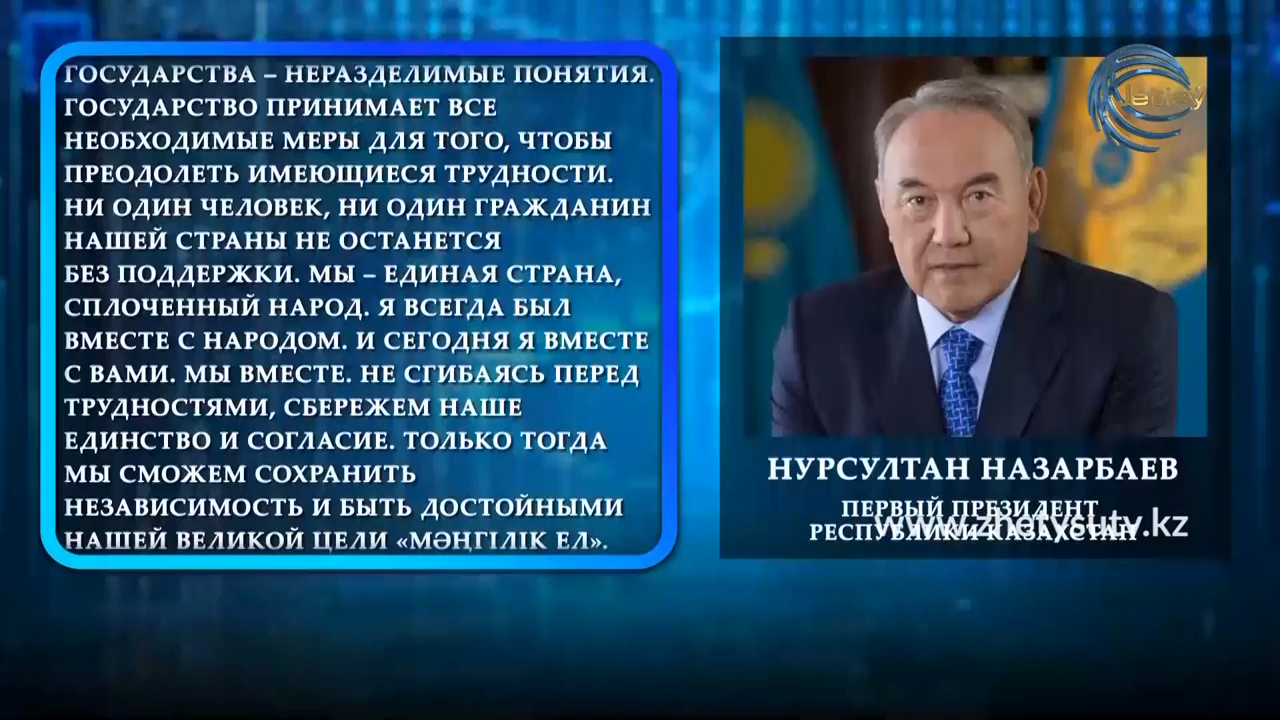 ГОСУДАРСТВА – НЕРАЗДЕЛИМЫЕ ПОНЯТИЯ.
ГОСУДАРСТВО ПРИНИМАЕТ ВСЕ
НЕОБХОДИМЫЕ МЕРЫ ДЛЯ ТОГО, ЧТОБЫ
ПРЕОДОЛЕТЬ ИМЕЮЩИЕСЯ ТРУДНОСТИ.
НИ ОДИН ЧЕЛОВЕК, НИ ОДИН ГРАЖДАНИН
НАШЕЙ СТРАНЫ НЕ ОСТАНЕТСЯ
БЕЗ ПОДДЕРЖКИ. МЫ – ЕДИНАЯ СТРАНА,
СПЛОЧЕННЫЙ НАРОД. Я ВСЕГДА БЫЛ
ВМЕСТЕ С НАРОДОМ. И СЕГОДНЯ Я ВМЕСТЕ
С ВАМИ. МЫ ВМЕСТЕ. НЕ СГИБАЯСЬ ПЕРЕД
ТРУДНОСТЯМИ, СБЕРЕЖЕМ НАШЕ
ЕДИНСТВО И СОГЛАСИЕ. ТОЛЬКО ТОГДА
МЫ СМОЖЕМ СОХРАНИТЬ
НЕЗАВИСИМОСТЬ И БЫТЬ ДОСТОЙНЫМИ
НАШЕЙ ВЕЛИКОЙ ЦЕЛИ «МӘҢГІЛІК ЕЛ».
НУРСУЛТАН НАЗАРБАЕВ
ПЕРВЫЙ ПРЕЗИДЕНТ
РЕСПУБЛИКИ КАЗАХСТАН
www.zhetysutv.kz